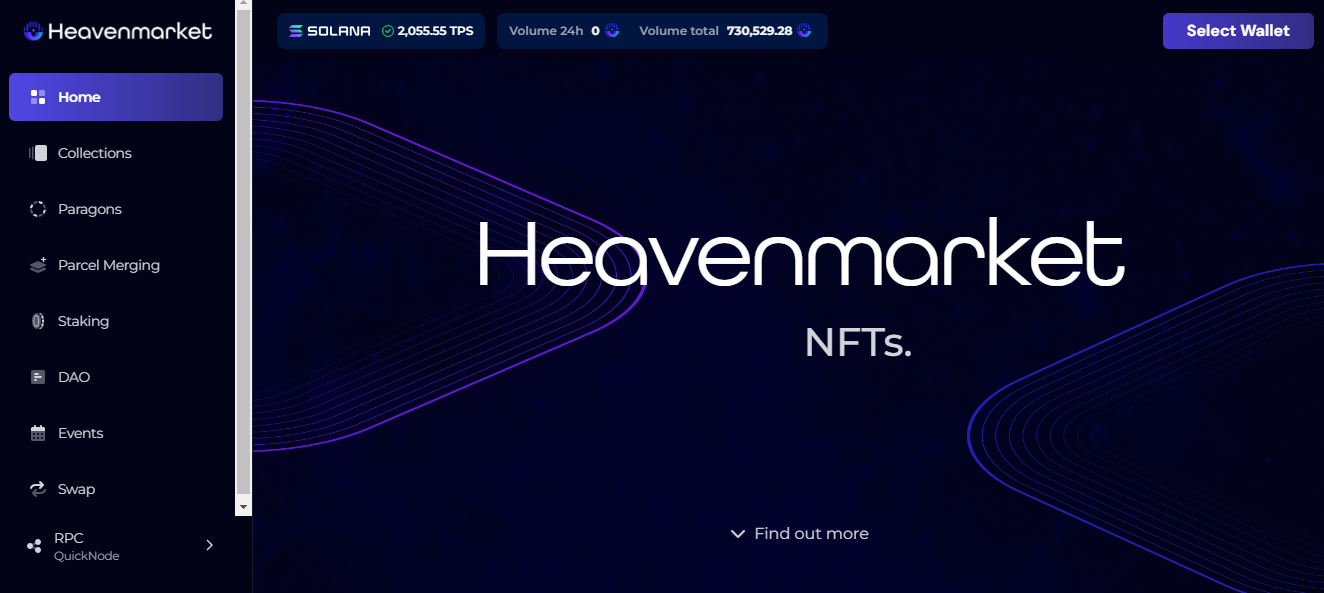 Heavenmarket
Home
Collections
Paragons
Parcel Merging
Staking
DAO
Events
Swap
RPC
QuickNode
SOLANA 2,055.55 TPS
Volume 24h 0 Volume total 730,529.28
Select Wallet
Heavenmarket
NFTs.
Find out more